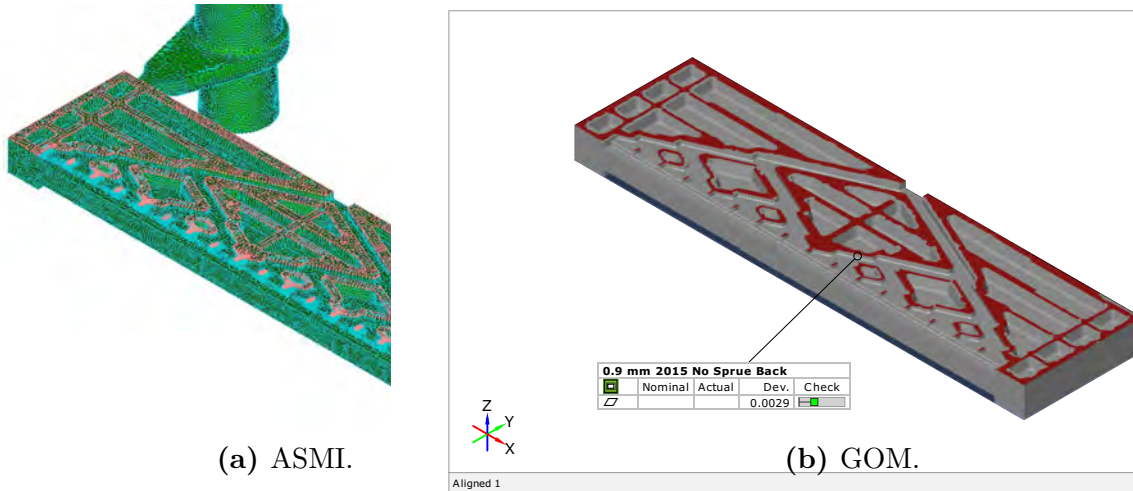 0.9 mm 2015 No Sprue Back
Nominal Actual Dev. Check
0.0029
Z
Y
X
(a) ASMI.
(b) GOM.
Aligned 1